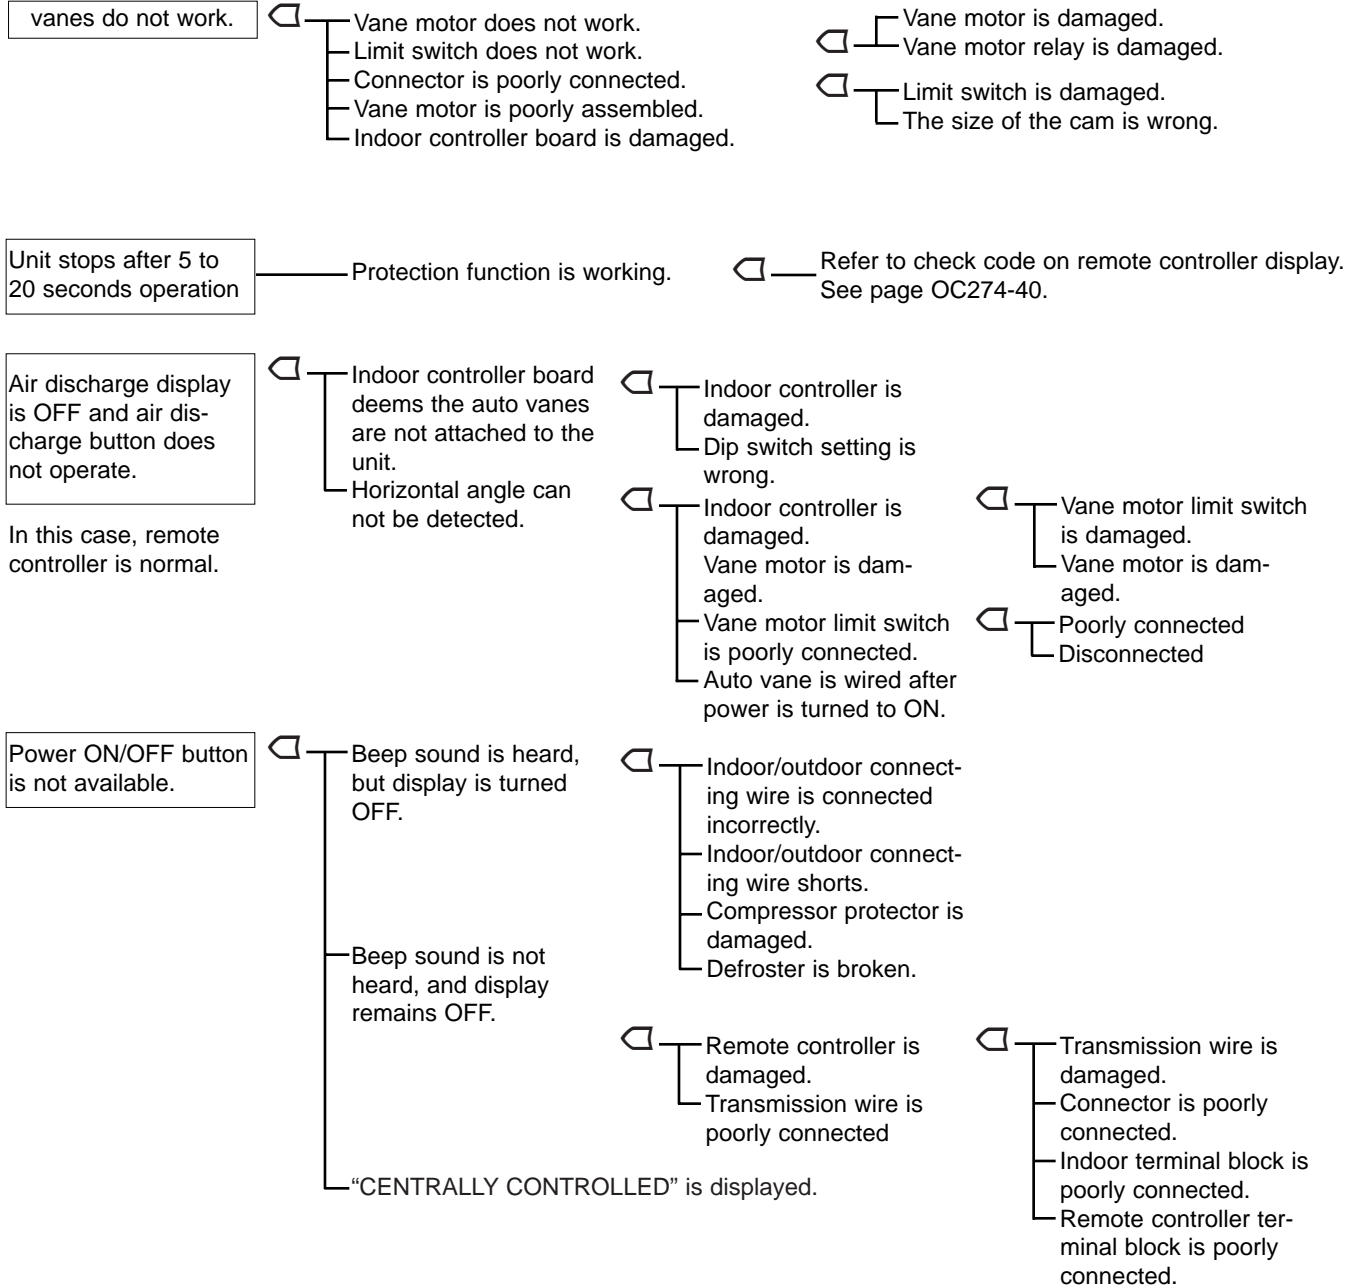 vanes do not work.
Vane motor does not work.
Limit switch does not work.
Connector is poorly connected.
Vane motor is poorly assembled.
Indoor controller board is damaged.
Vane motor is damaged.
Vane motor relay is damaged.
Limit switch is damaged.
The size of the cam is wrong.
Unit stops after 5 to
20 seconds operation
Protection function is working.
Refer to check code on remote controller display.
See page OC274-40.
Air discharge display
is OFF and air dis-
charge button does
not operate.
In this case, remote
controller is normal.
Indoor controller board
deems the auto vanes
are not attached to the
unit.
Horizontal angle can
not be detected.
Indoor controller is
damaged.
Dip switch setting is
wrong.
Indoor controller is
damaged.
Vane motor is dam-
aged.
Vane motor limit switch
is poorly connected.
Auto vane is wired after
power is turned to ON.
Vane motor limit switch
is damaged.
Vane motor is dam-
aged.
Poorly connected
Disconnected
Power ON/OFF button
is not available.
Beep sound is heard,
but display is turned
OFF.
Beep sound is not
heard, and display
remains OFF.
“CENTRALLY CONTROLLED” is displayed.
Indoor/outdoor connect-
ing wire is connected
incorrectly.
Indoor/outdoor connect-
ing wire shorts.
Compressor protector is
damaged.
Defroster is broken.
Remote controller is
damaged.
Transmission wire is
poorly connected
Transmission wire is
damaged.
Connector is poorly
connected.
Indoor terminal block is
poorly connected.
Remote controller ter-
minal block is poorly
connected.